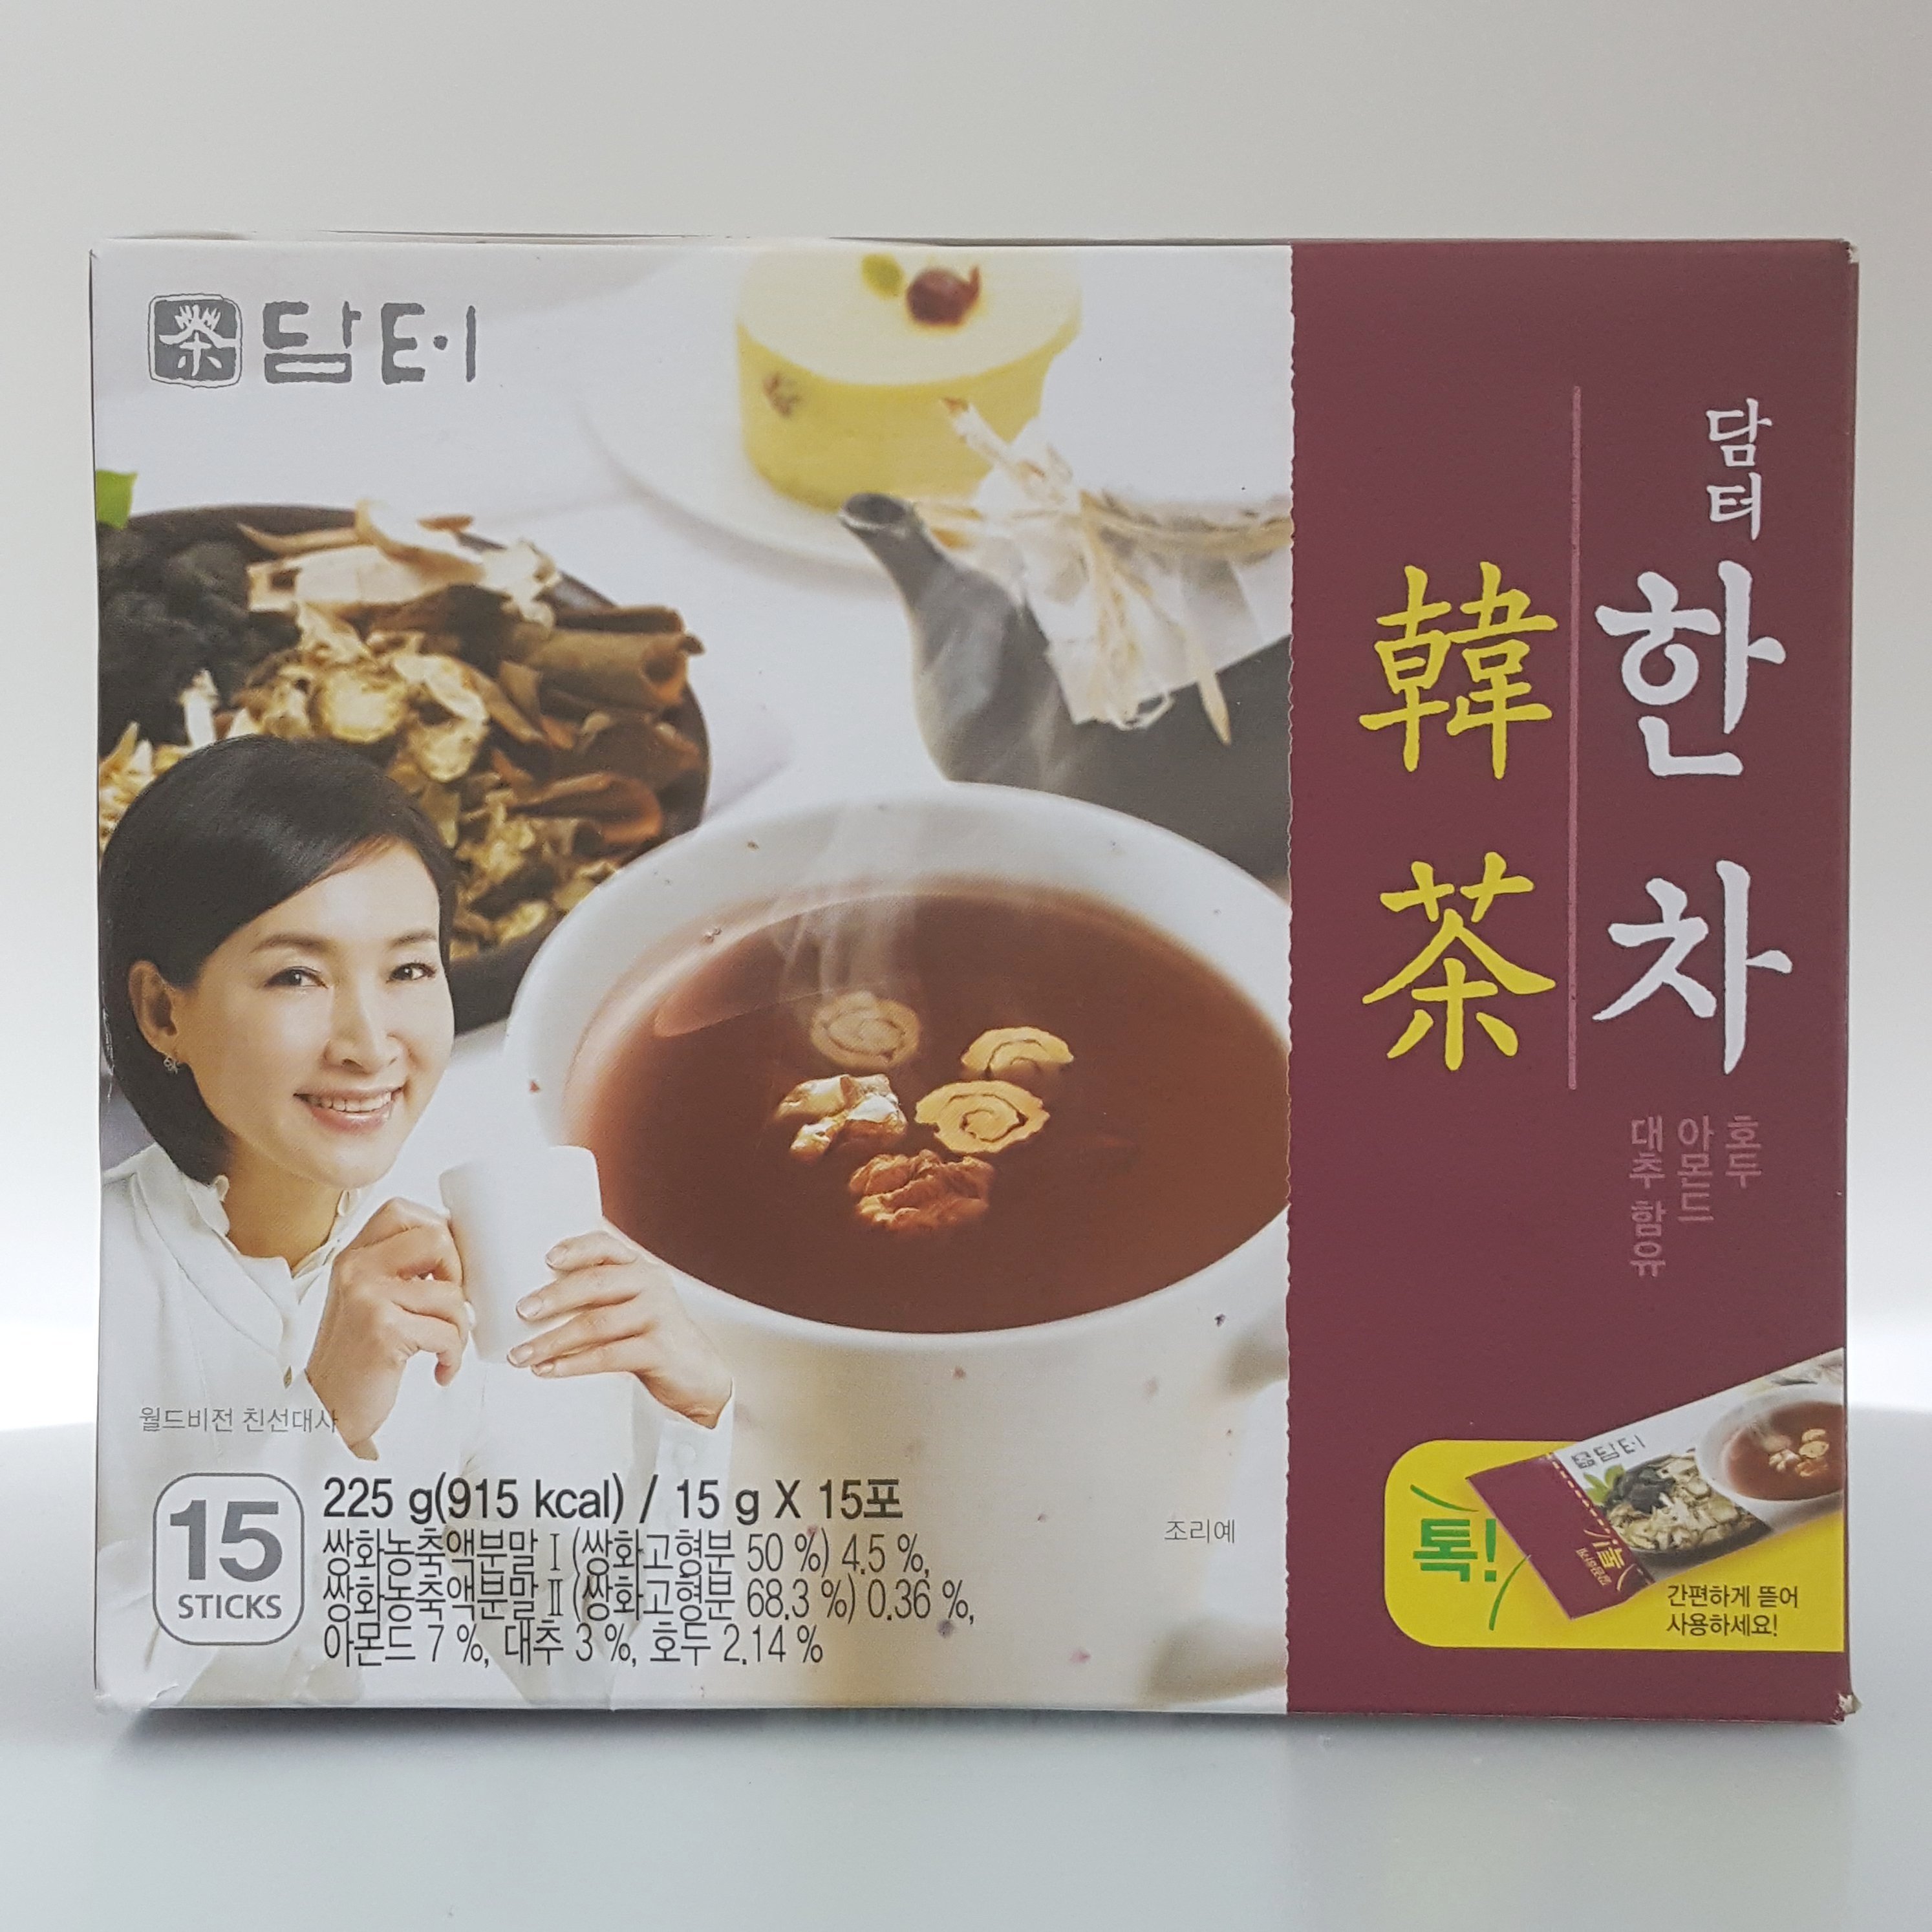 茶 담터
담터
한차
韓茶
호두
아몬드
대추 함유
월드비전 친선대사
15
STICKS
225 g(915 kcal) / 15 g X 15포
쌍화농축액분말 Ⅰ (쌍화고형분 50 %) 4.5 %,
쌍화농축액분말 Ⅱ (쌍화고형분 68.3 %) 0.36 %,
아몬드 7 %, 대추 3 %, 호두 2.14 %
조리예
톡!
담터
간편하게 뜯어
사용하세요!